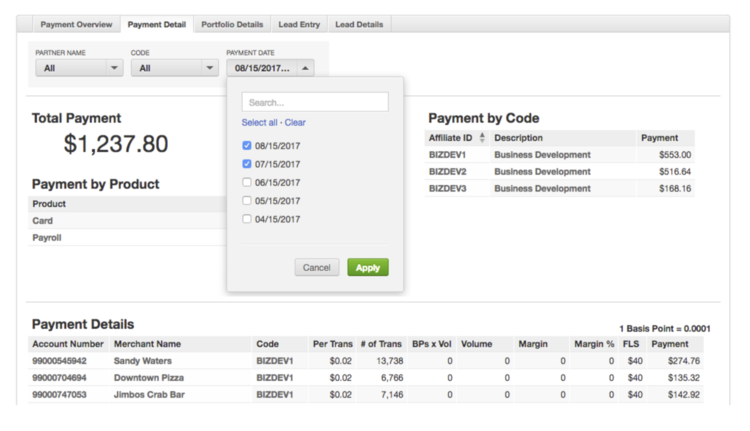 Payment Overview Payment Detail Portfolio Details Lead Entry Lead Details
PARTNER NAME CODE PAYMENT DATE
All All 08/15/2017...
Search...
Select all · Clear
08/15/2017
07/15/2017
06/15/2017
05/15/2017
04/15/2017
Cancel Apply
Total Payment
$1,237.80
Payment by Product
Product
Card
Payroll
Payment by Code
Affiliate ID Description Payment
BIZDEV1 Business Development $553.00
BIZDEV2 Business Development $516.64
BIZDEV3 Business Development $168.16
Payment Details
1 Basis Point = 0.0001
Account Number Merchant Name Code Per Trans # of Trans BPs x Vol Volume Margin Margin % FLS Payment
99000545942 Sandy Waters BIZDEV1 $0.02 13,738 0 0 0 0 $40 $274.76
99000704694 Downtown Pizza BIZDEV1 $0.02 6,766 0 0 0 0 $40 $135.32
99000747053 Jimbos Crab Bar BIZDEV1 $0.02 7,146 0 0 0 0 $40 $142.92